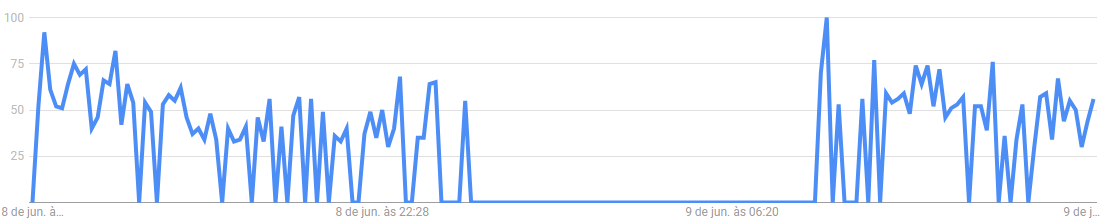 100
75
50
25
8 de jun. à...
8 de jun. às 22:28
9 de jun. às 06:20
9 de j...